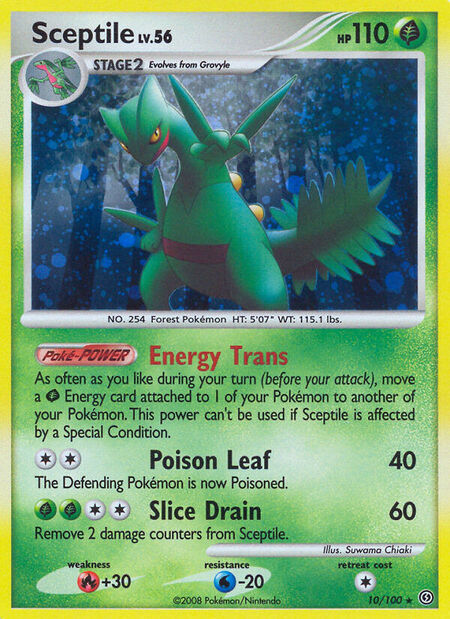 Sceptile LV.56 HP 110
STAGE2 Evolves from Grovyle
NO. 254 Forest Pokémon HT: 5'07" WT: 115.1 lbs.
Poké-POWER Energy Trans
As often as you like during your turn (before your attack), move
a Energy card attached to 1 of your Pokémon to another of
your Pokémon. This power can't be used if Sceptile is affected
by a Special Condition.
Poison Leaf 40
The Defending Pokémon is now Poisoned.
Slice Drain 60
Remove 2 damage counters from Sceptile.
Illus. Suwama Chiaki
weakness resistance retreat cost
+30 -20
©2008 Pokémon/Nintendo 10/100 ★